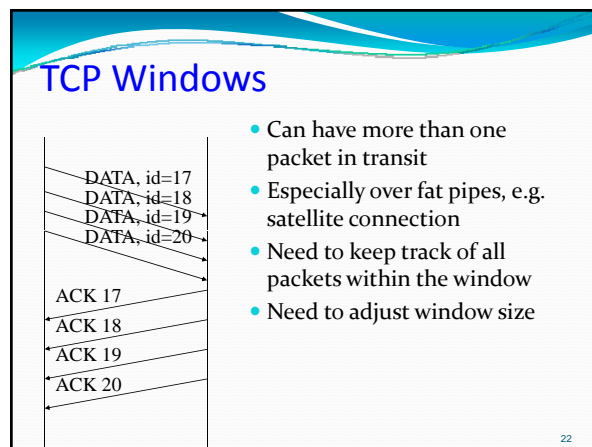 TCP Windows
DATA, id=17
DATA, id=18
DATA, id=19
DATA, id=20
ACK 17
ACK 18
ACK 19
ACK 20
• Can have more than one
packet in transit
• Especially over fat pipes, e.g.
satellite connection
• Need to keep track of all
packets within the window
• Need to adjust window size
22